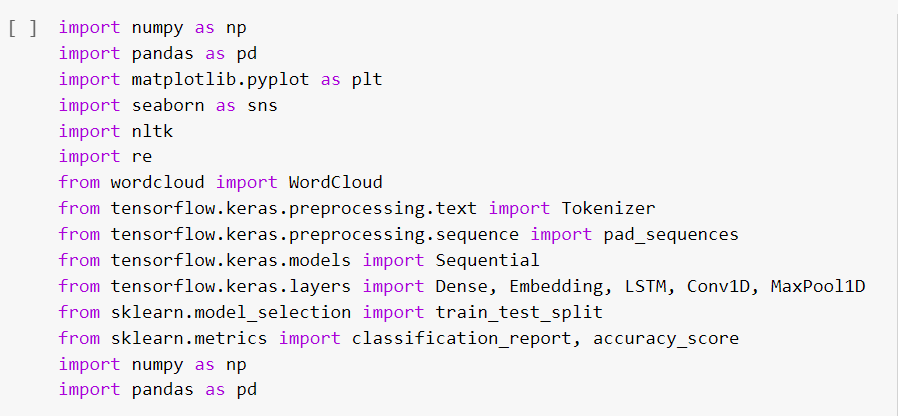 [ ] import numpy as np
import pandas as pd
import matplotlib.pyplot as plt
import seaborn as sns
import nltk
import re
from wordcloud import WordCloud
from tensorflow.keras.preprocessing.text import Tokenizer
from tensorflow.keras.preprocessing.sequence import pad_sequences
from tensorflow.keras.models import Sequential
from tensorflow.keras.layers import Dense, Embedding, LSTM, Conv1D, MaxPool1D
from sklearn.model_selection import train_test_split
from sklearn.metrics import classification_report, accuracy_score
import numpy as np
import pandas as pd